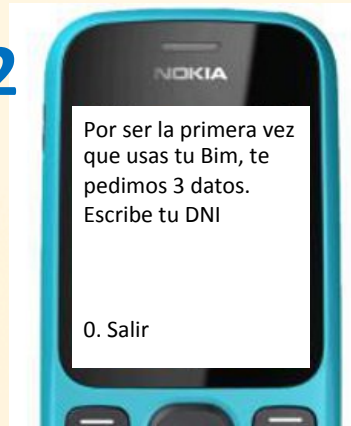 2
NOKIA
Por ser la primera vez
que usas tu Bim, te
pedimos 3 datos.
Escribe tu DNI
0. Salir